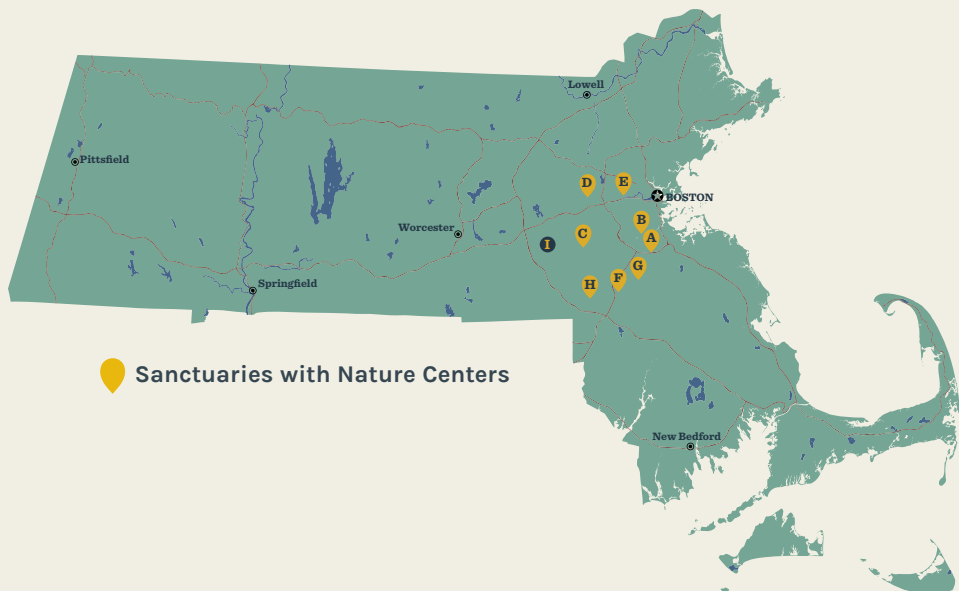 Lowell
Pittsfield
D
E
BOSTON
B
Worcester
C
A
I
G
F
Springfield
H
Sanctuaries with Nature Centers
New Bedford